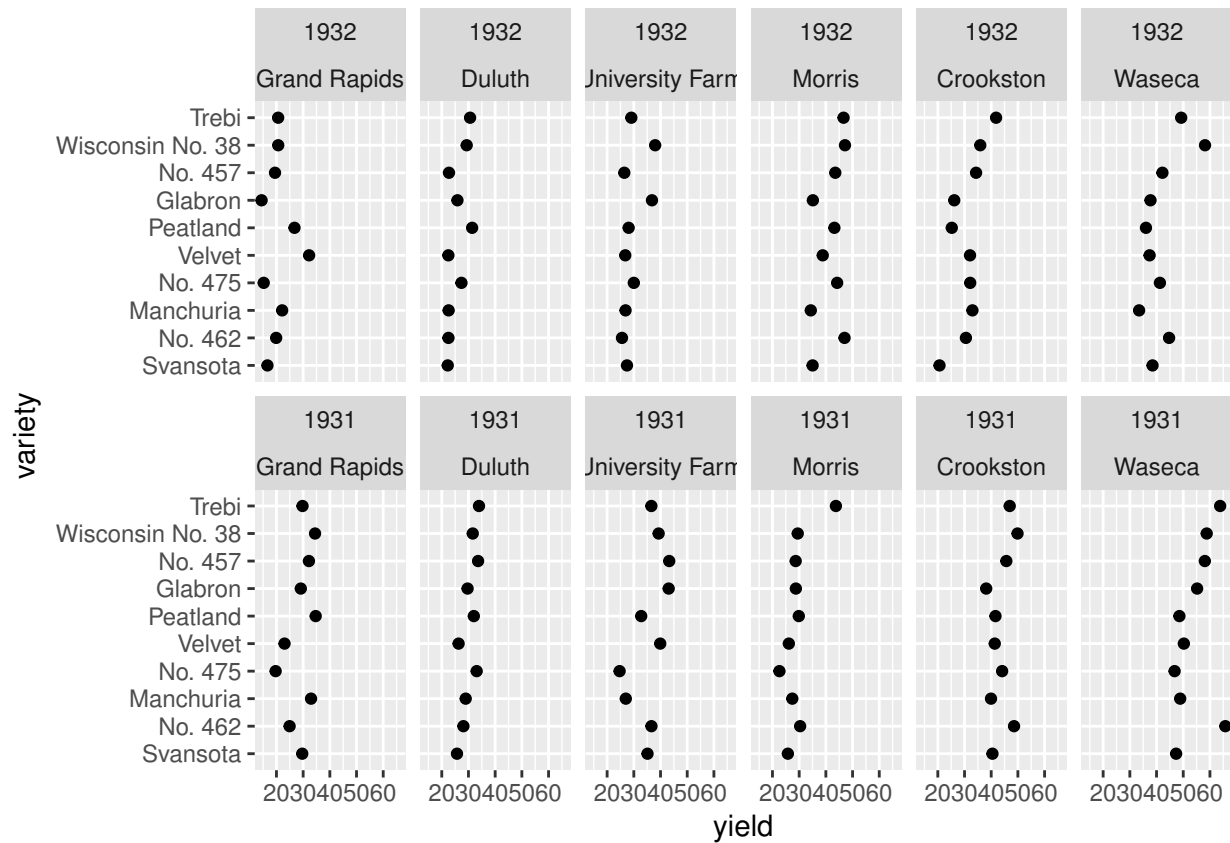 1932 1932 1932 1932 1932 1932
Grand Rapids Duluth University Farm Morris Crookston Waseca
Trebi
Wisconsin No. 38
No. 457
Glabron
Peatland
Velvet
No. 475
Manchuria
No. 462
Svansota
variety
1931 1931 1931 1931 1931 1931
Grand Rapids Duluth University Farm Morris Crookston Waseca
Trebi
Wisconsin No. 38
No. 457
Glabron
Peatland
Velvet
No. 475
Manchuria
No. 462
Svansota
2030405060 2030405060 2030405060 2030405060 2030405060 2030405060
yield